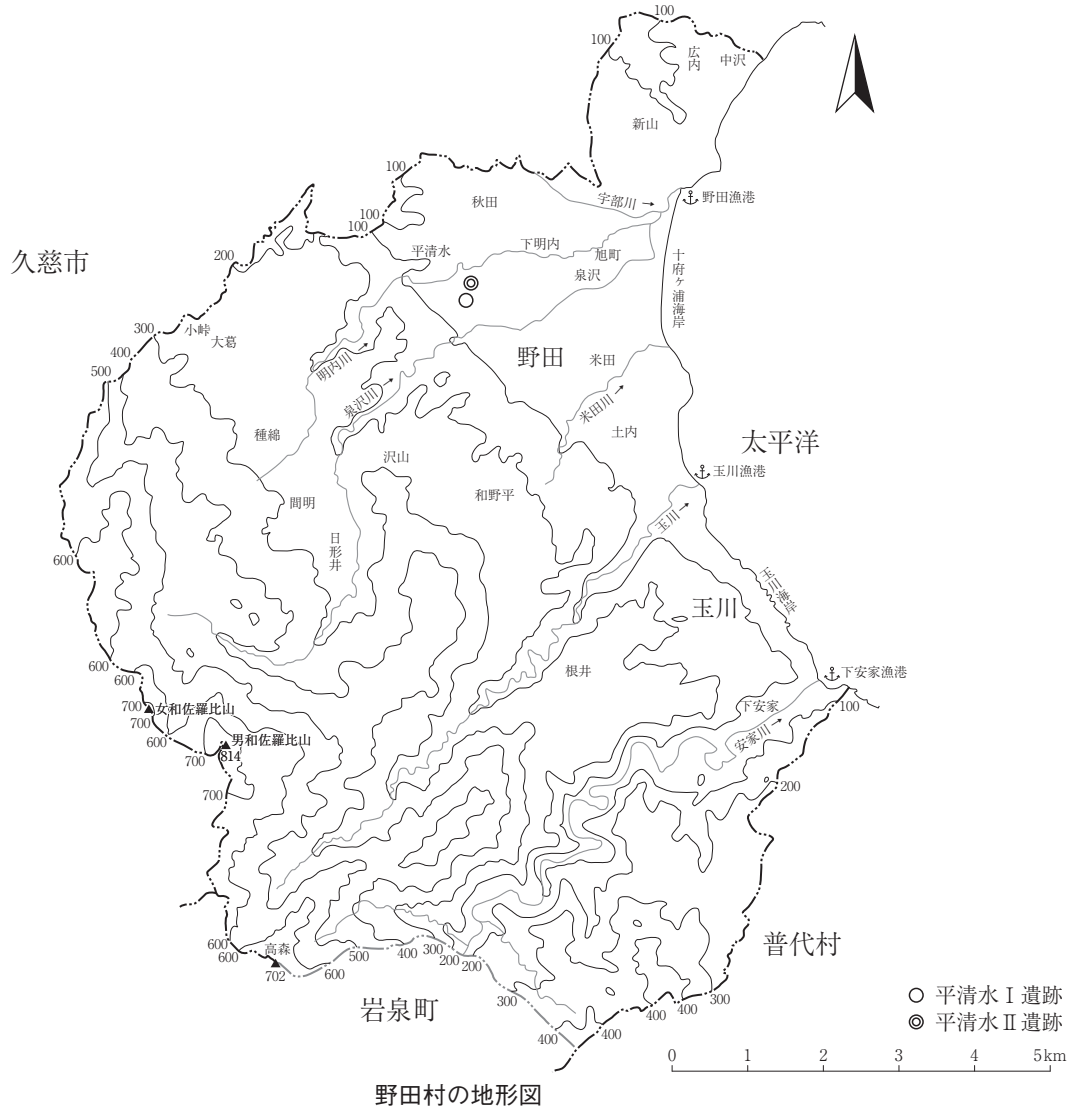 100
100
広内
中沢
新山
100
秋田
宇部川
野田漁港
100
100
200
平清水
下明内
旭町
泉沢
十府ヶ浦海岸
久慈市
300
小峠
大葛
400
500
明内川
野田
米田
泉沢川
米田川
土内
太平洋
種綿
沢山
玉川漁港
間明
和野平
玉川
日形井
600
玉川海岸
玉川
600
600
根井
下安家漁港
700
女和佐羅比山
700
下安家
100
600
男和佐羅比山
安家川
700
814
700
200
600
600
高森
500
400
300
200
200
普代村
702
600
300
300
岩泉町
400
400
400
400
平清水Ⅰ遺跡
平清水Ⅱ遺跡
0 1 2 3 4 5km
野田村の地形図